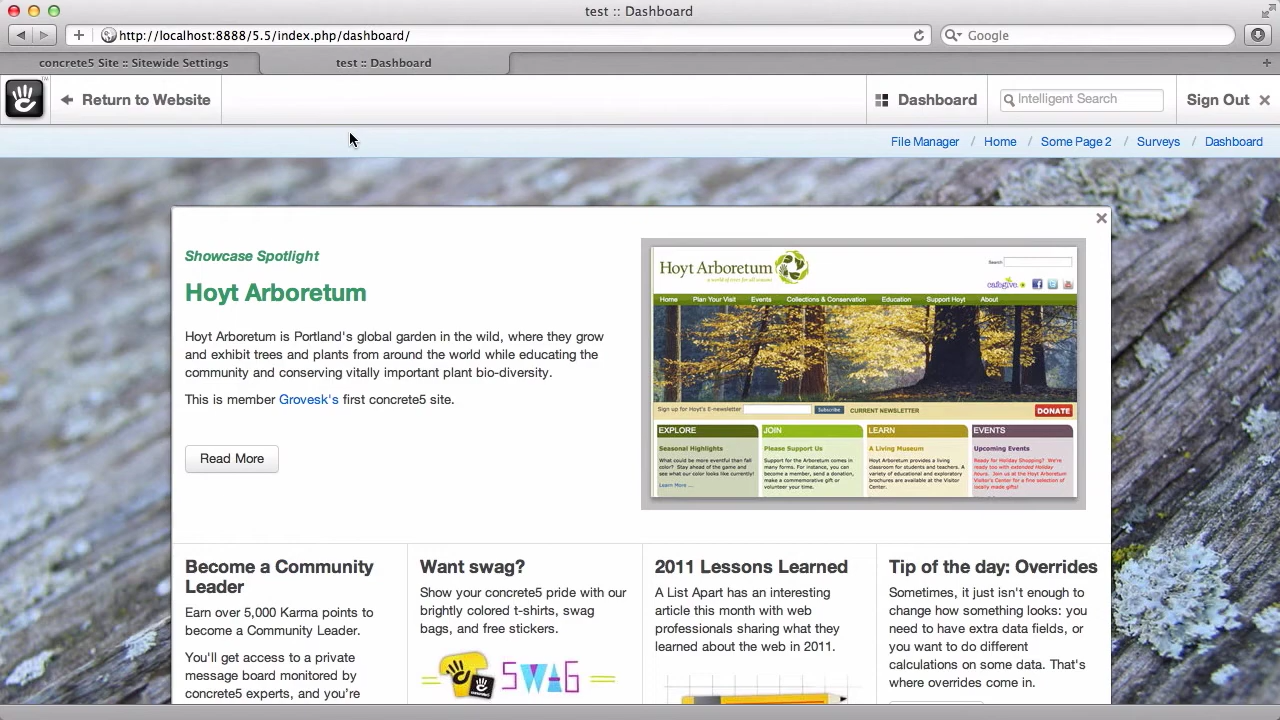 test :: Dashboard
http://localhost:8888/5.5/index.php/dashboard/
Google
concrete5 Site :: Sitewide Settings
test :: Dashboard
Return to Website
Dashboard
Intelligent Search
Sign Out
File Manager / Home / Some Page 2 / Surveys / Dashboard
Showcase Spotlight
Hoyt Arboretum
Hoyt Arboretum is Portland's global garden in the wild, where they grow
and exhibit trees and plants from around the world while educating the
community and conserving vitally important plant bio-diversity.
This is member Grovesk's first concrete5 site.
Read More
Hoyt Arboretum
a world of trees for all seasons
Search
cafegive
Home Plan Your Visit Events Collections & Conservation Education Support Hoyt About
Sign up for Hoyt's E-newsletter Subscribe CURRENT NEWSLETTER DONATE
EXPLORE
Seasonal Highlights
What could be more eventful than fall
color? Stay ahead of the game and
see what our color looks like currently!
Learn More ...
JOIN
Please Support Us
Support for the Arboretum comes in
many forms. For instance, you can
become a member, send a donation,
make a commemorative gift or
volunteer your time.
LEARN
A Living Museum
Hoyt Arboretum provides a living
classroom for students and teachers. A
variety of educational and exploratory
brochures are available at the Visitor
Center.
EVENTS
Upcoming Events
Ready for Holiday Shopping? We're
ready too with extended Holiday
hours. Join us at the Hoyt Arboretum
Visitor's Center for a fine selection of
locally made gifts!
Become a Community
Leader
Earn over 5,000 Karma points to
become a Community Leader.
You'll get access to a private
message board monitored by
concrete5 experts, and you're
Want swag?
Show your concrete5 pride with our
brightly colored t-shirts, swag
bags, and free stickers.
SWAG
2011 Lessons Learned
A List Apart has an interesting
article this month with web
professionals sharing what they
learned about the web in 2011.
Tip of the day: Overrides
Sometimes, it just isn't enough to
change how something looks: you
need to have extra data fields, or
you want to do different
calculations on some data. That's
where overrides come in.